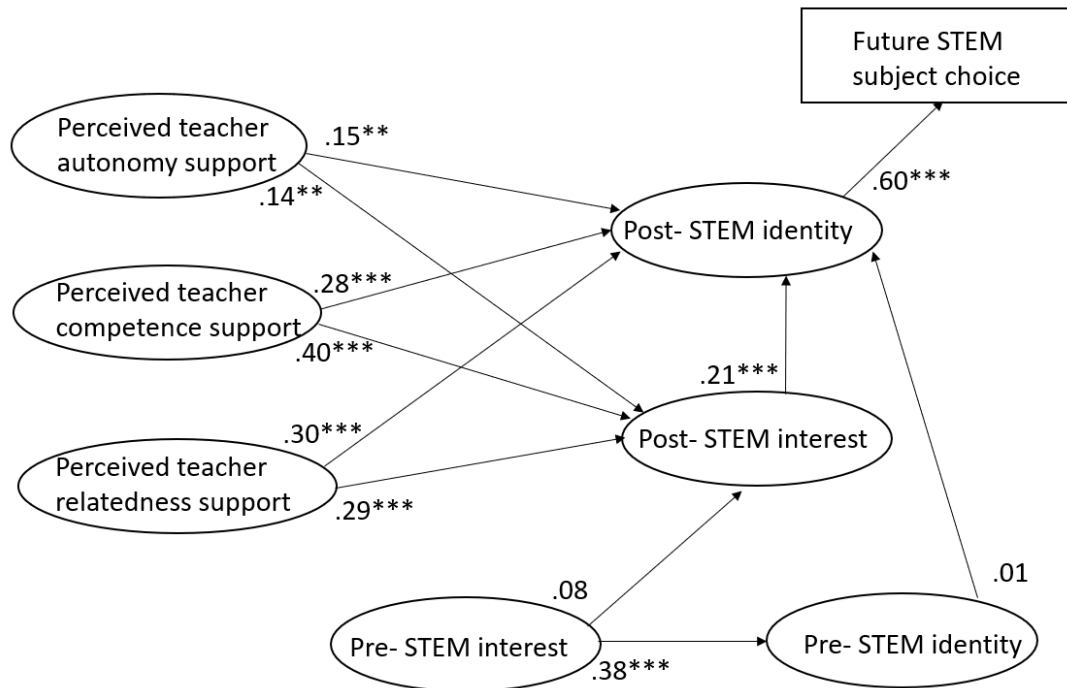 Future STEM
subject choice
Perceived teacher
autonomy support
.15**
.14**
.60***
Post- STEM identity
Perceived teacher
competence support
.28***
.40***
.21***
Post- STEM interest
.30***
Perceived teacher
relatedness support
.29***
.08
.01
Pre- STEM interest
.38***
Pre- STEM identity